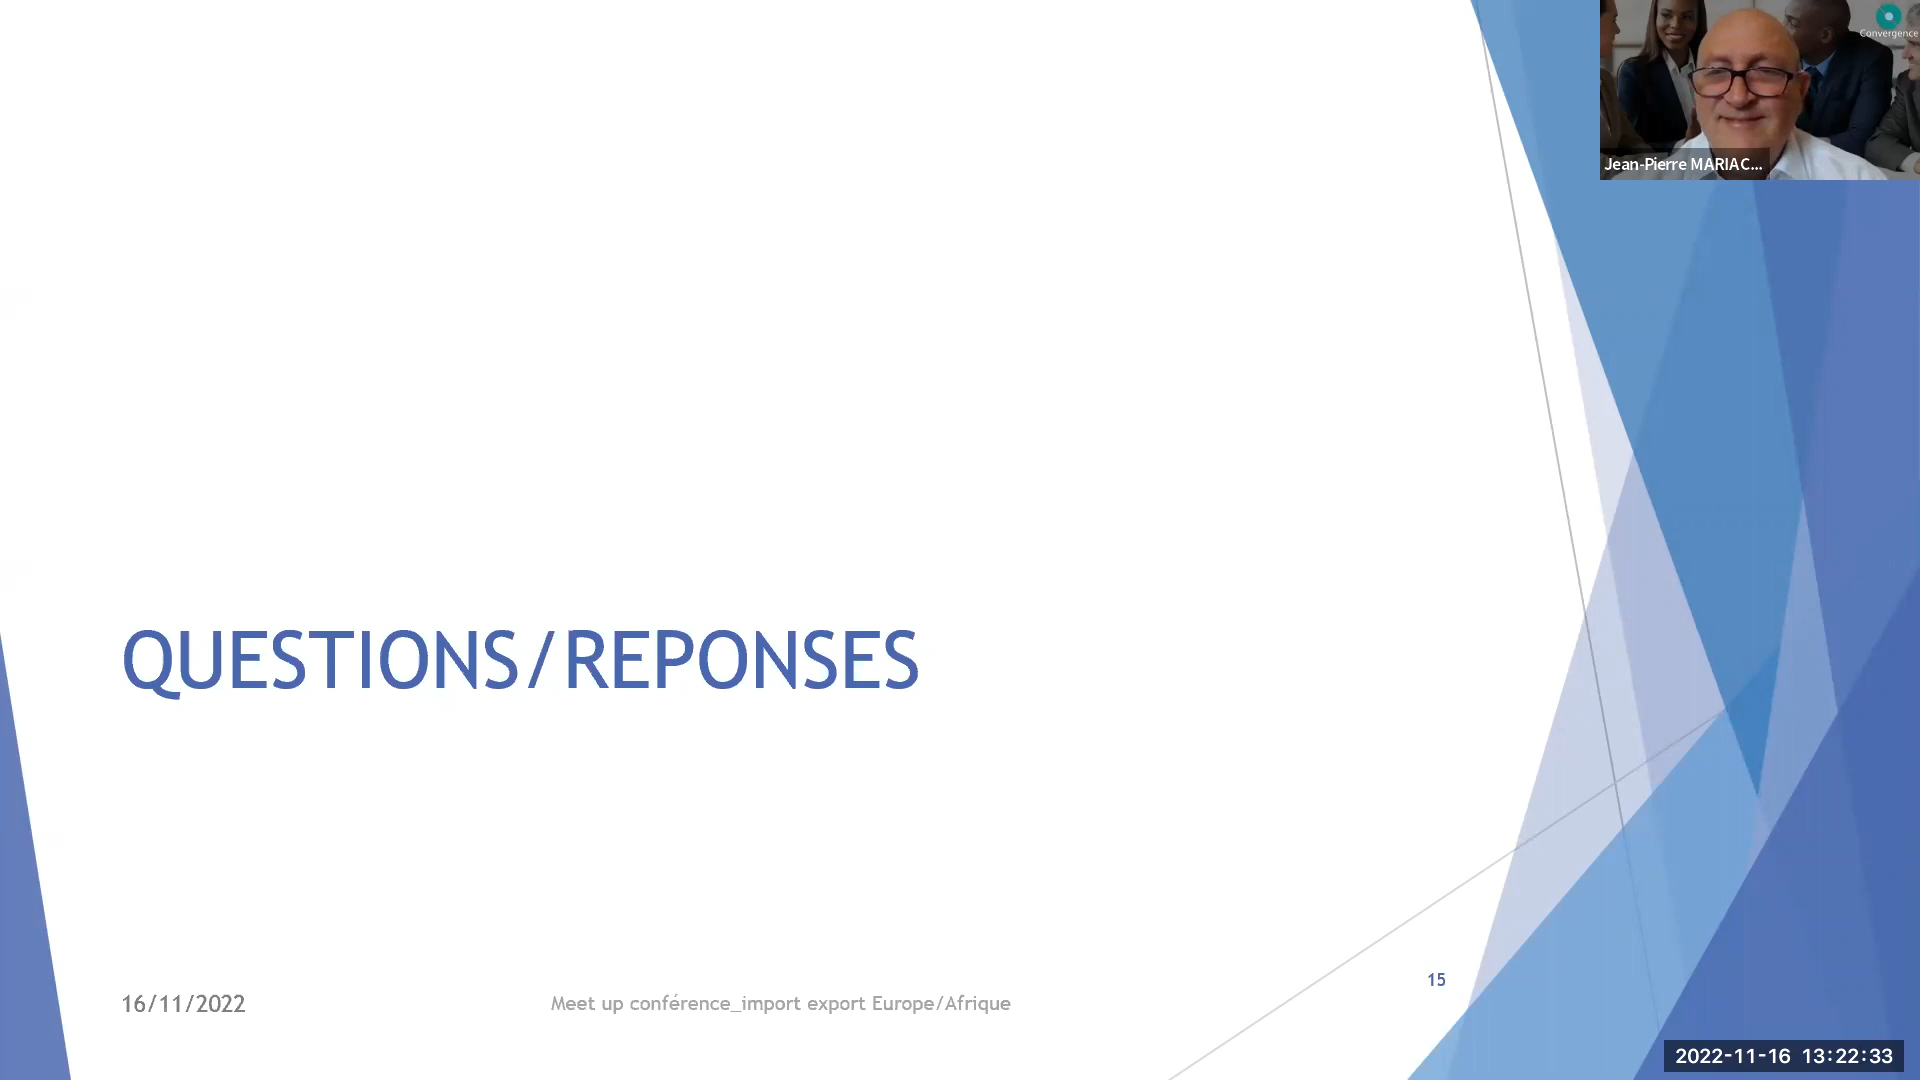 Convergence
Jean-Pierre MARIAC...
QUESTIONS/REPONSES
15
16/11/2022
Meet up conférence_import export Europe/Afrique
2022-11-16 13:22:33